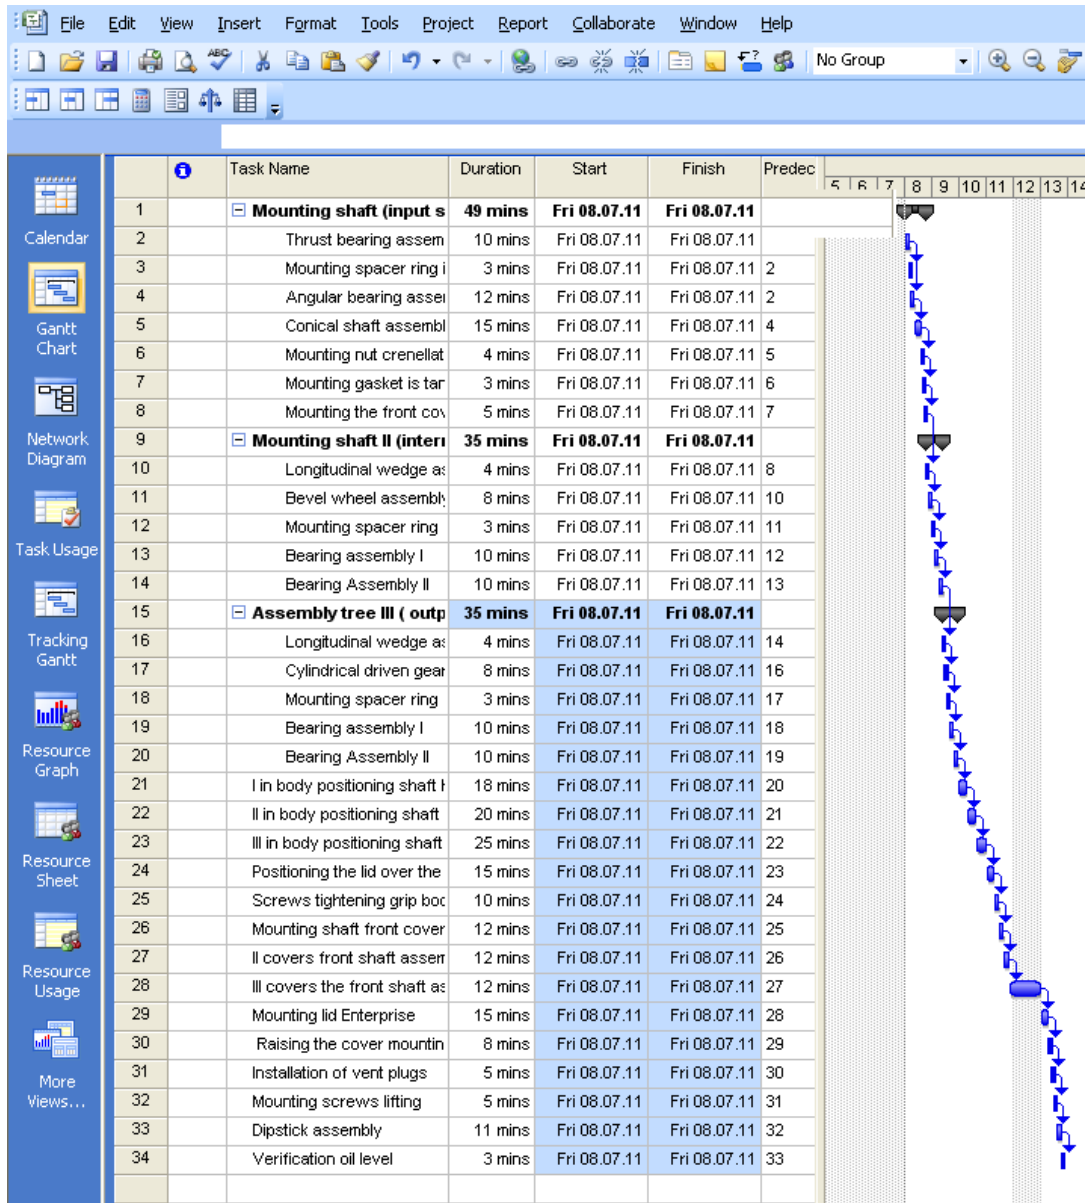 File Edit View Insert Format Tools Project Report Collaborate Window Help
ABC No Group
Task Name Duration Start Finish Predec
5 6 7 8 9 10 11 12 13 14
1 Mounting shaft (input s 49 mins Fri 08.07.11 Fri 08.07.11
2 Thrust bearing assem 10 mins Fri 08.07.11 Fri 08.07.11
3 Mounting spacer ring i 3 mins Fri 08.07.11 Fri 08.07.11 2
4 Angular bearing asse 12 mins Fri 08.07.11 Fri 08.07.11 2
5 Conical shaft assembl 15 mins Fri 08.07.11 Fri 08.07.11 4
6 Mounting nut crenellat 4 mins Fri 08.07.11 Fri 08.07.11 5
7 Mounting gasket is tar 3 mins Fri 08.07.11 Fri 08.07.11 6
8 Mounting the front cov 5 mins Fri 08.07.11 Fri 08.07.11 7
9 Mounting shaft II (inter 35 mins Fri 08.07.11 Fri 08.07.11
10 Longitudinal wedge as 4 mins Fri 08.07.11 Fri 08.07.11 8
11 Bevel wheel assembly 8 mins Fri 08.07.11 Fri 08.07.11 10
12 Mounting spacer ring 3 mins Fri 08.07.11 Fri 08.07.11 11
13 Bearing assembly I 10 mins Fri 08.07.11 Fri 08.07.11 12
14 Bearing Assembly II 10 mins Fri 08.07.11 Fri 08.07.11 13
15 Assembly tree III ( outp 35 mins Fri 08.07.11 Fri 08.07.11
16 Longitudinal wedge as 4 mins Fri 08.07.11 Fri 08.07.11 14
17 Cylindrical driven gear 8 mins Fri 08.07.11 Fri 08.07.11 16
18 Mounting spacer ring 3 mins Fri 08.07.11 Fri 08.07.11 17
19 Bearing assembly I 10 mins Fri 08.07.11 Fri 08.07.11 18
20 Bearing Assembly II 10 mins Fri 08.07.11 Fri 08.07.11 19
21 I in body positioning shaft 18 mins Fri 08.07.11 Fri 08.07.11 20
22 II in body positioning shaft 20 mins Fri 08.07.11 Fri 08.07.11 21
23 III in body positioning shaft 25 mins Fri 08.07.11 Fri 08.07.11 22
24 Positioning the lid over the 15 mins Fri 08.07.11 Fri 08.07.11 23
25 Screws tightening grip boc 10 mins Fri 08.07.11 Fri 08.07.11 24
26 Mounting shaft front cover 12 mins Fri 08.07.11 Fri 08.07.11 25
27 II covers front shaft assem 12 mins Fri 08.07.11 Fri 08.07.11 26
28 III covers the front shaft as 12 mins Fri 08.07.11 Fri 08.07.11 27
29 Mounting lid Enterprise 15 mins Fri 08.07.11 Fri 08.07.11 28
30 Raising the cover mountin 8 mins Fri 08.07.11 Fri 08.07.11 29
31 Installation of vent plugs 5 mins Fri 08.07.11 Fri 08.07.11 30
32 Mounting screws lifting 5 mins Fri 08.07.11 Fri 08.07.11 31
33 Dipstick assembly 11 mins Fri 08.07.11 Fri 08.07.11 32
34 Verification oil level 3 mins Fri 08.07.11 Fri 08.07.11 33
Calendar
Gantt
Chart
Network
Diagram
Task Usage
Tracking
Gantt
Resource
Graph
Resource
Sheet
Resource
Usage
More
Views...